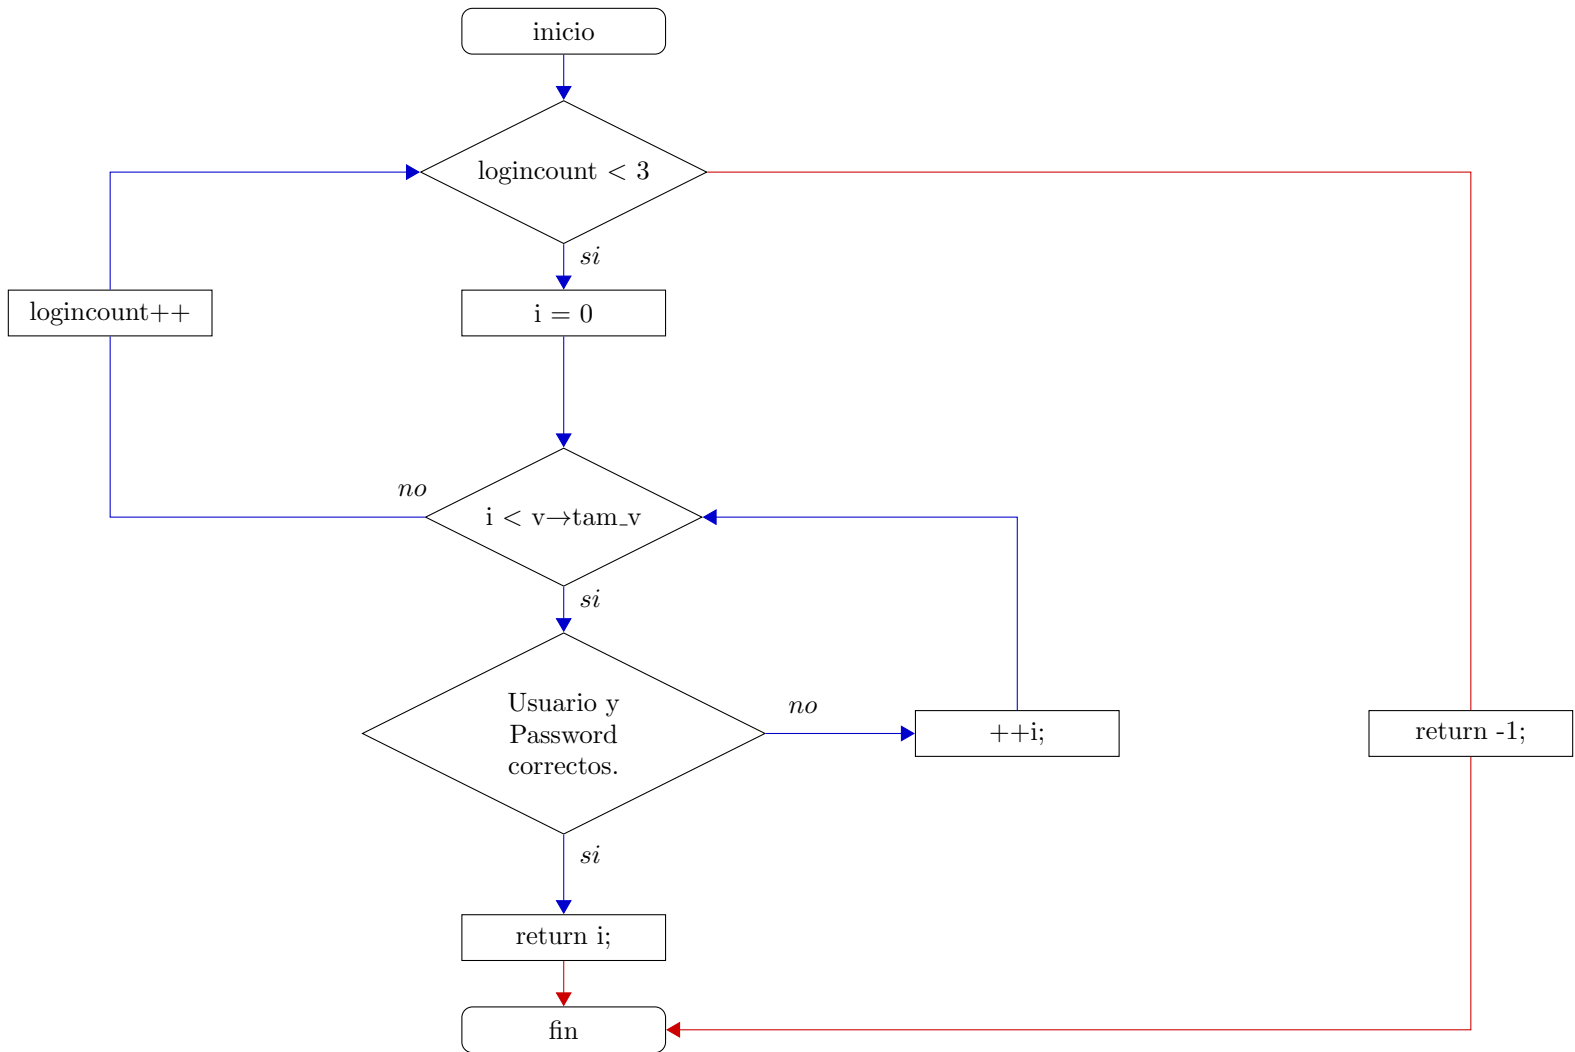 inicio
logincount < 3
si
logincount++
i = 0
no
i < v→tam_v
si
Usuario y
Password
correctos.
no
++i;
return -1;
si
return i;
fin